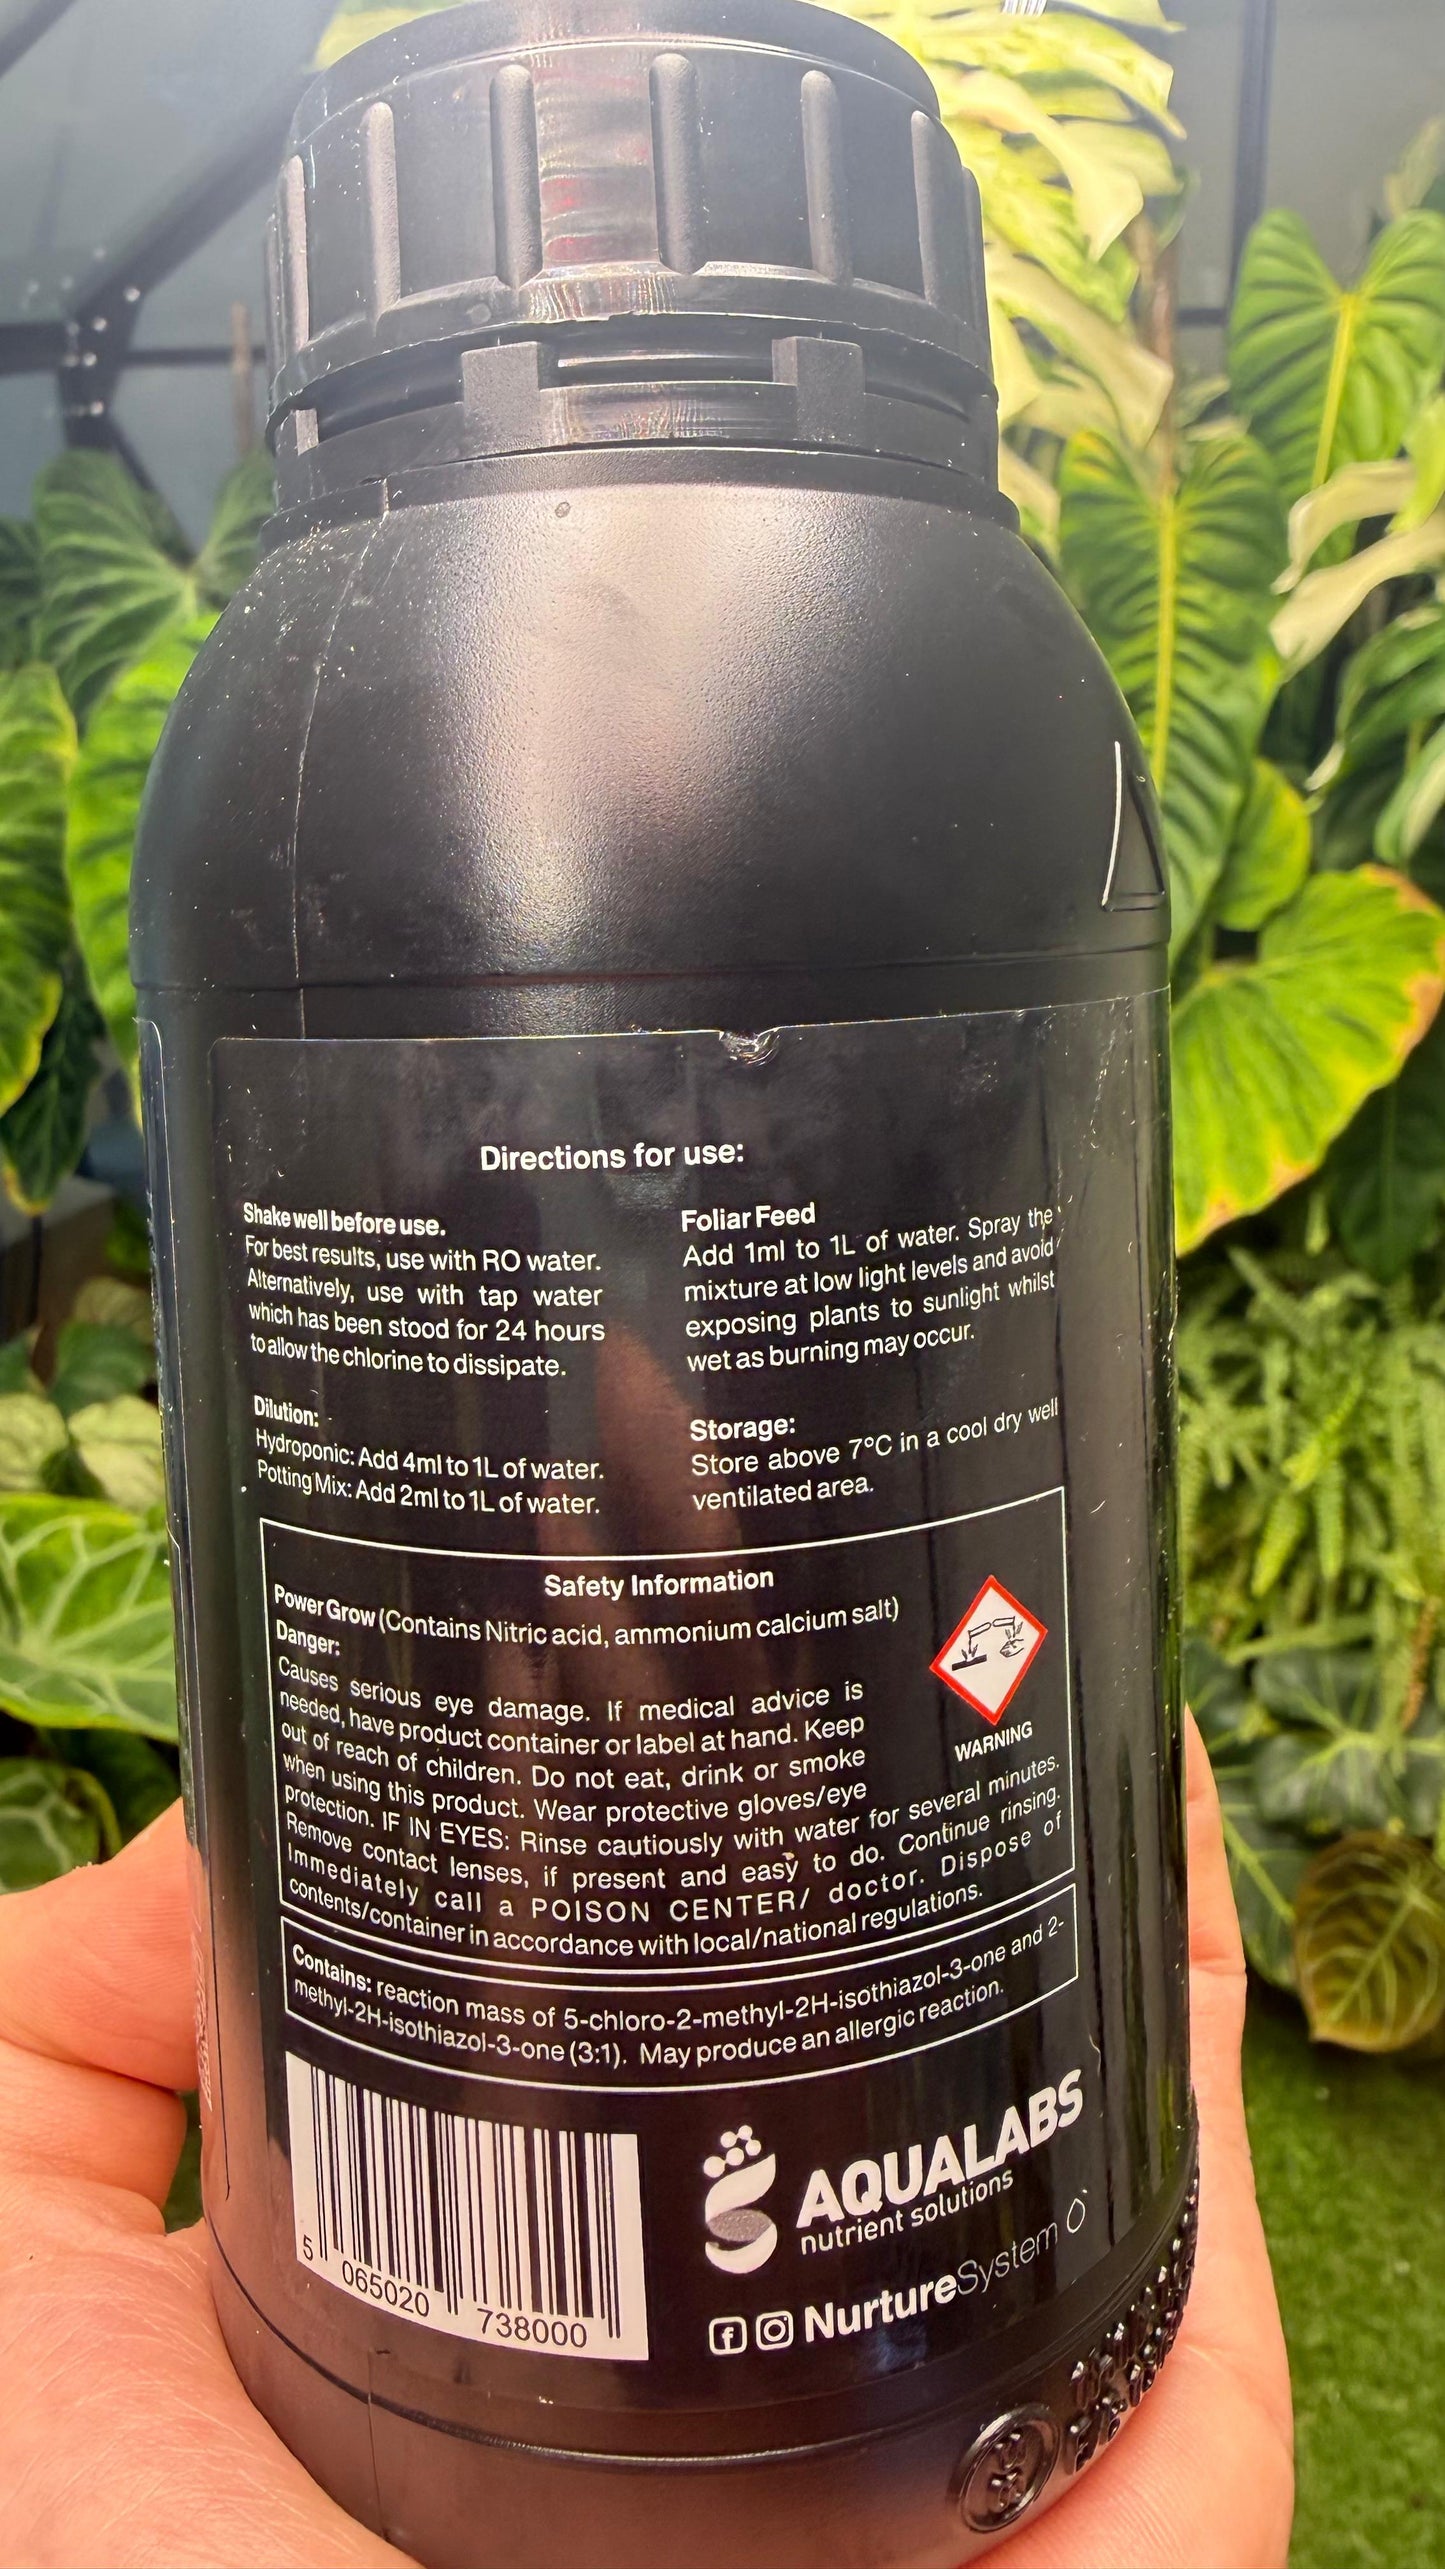 Directions for use:
Shake well before use.
For best results, use with RO water.
Alternatively, use with tap water
which has been stood for 24 hours
to allow the chlorine to dissipate.
Dilution:
Hydroponic: Add 4ml to 1L of water.
Potting Mix: Add 2ml to 1L of water.
Foliar Feed
Add 1ml to 1L of water. Spray the
mixture at low light levels and avoid
exposing plants to sunlight whilst
wet as burning may occur.
Storage:
Store above 7°C in a cool dry well
ventilated area.
Safety Information
Power Grow (Contains Nitric acid, ammonium calcium salt)
Danger:
Causes serious eye damage. If medical advice is
needed, have product container or label at hand. Keep
out of reach of children. Do not eat, drink or smoke
when using this product. Wear protective gloves/eye
protection. IF IN EYES: Rinse cautiously with water for several minutes.
Remove contact lenses, if present and easy to do. Continue rinsing.
Immediately call a POISON CENTER/ doctor. Dispose of
contents/container in accordance with local/national regulations.
WARNING
Contains: reaction mass of 5-chloro-2-methyl-2H-isothiazol-3-one and 2-
methyl-2H-isothiazol-3-one (3:1). May produce an allergic reaction.
5 065020 738000
AQUALABS
nutrient solutions
NurtureSystem